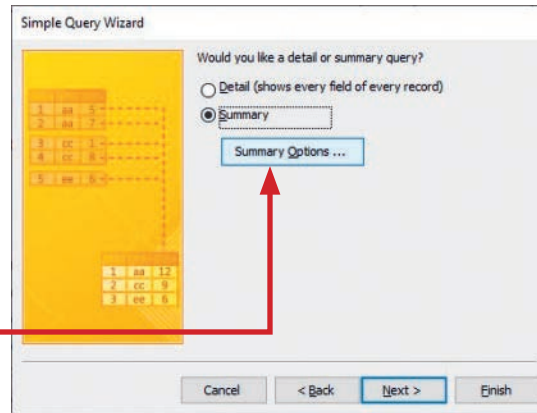 Simple Query Wizard
Would you like a detail or summary query?
Detail (shows every field of every record)
Summary
Summary Options ...
1 aa 5
2 aa 7
3 cc 1
4 cc 8
5 ee 6
1 aa 12
2 cc 9
3 ee 6
Cancel < Back Next > Finish